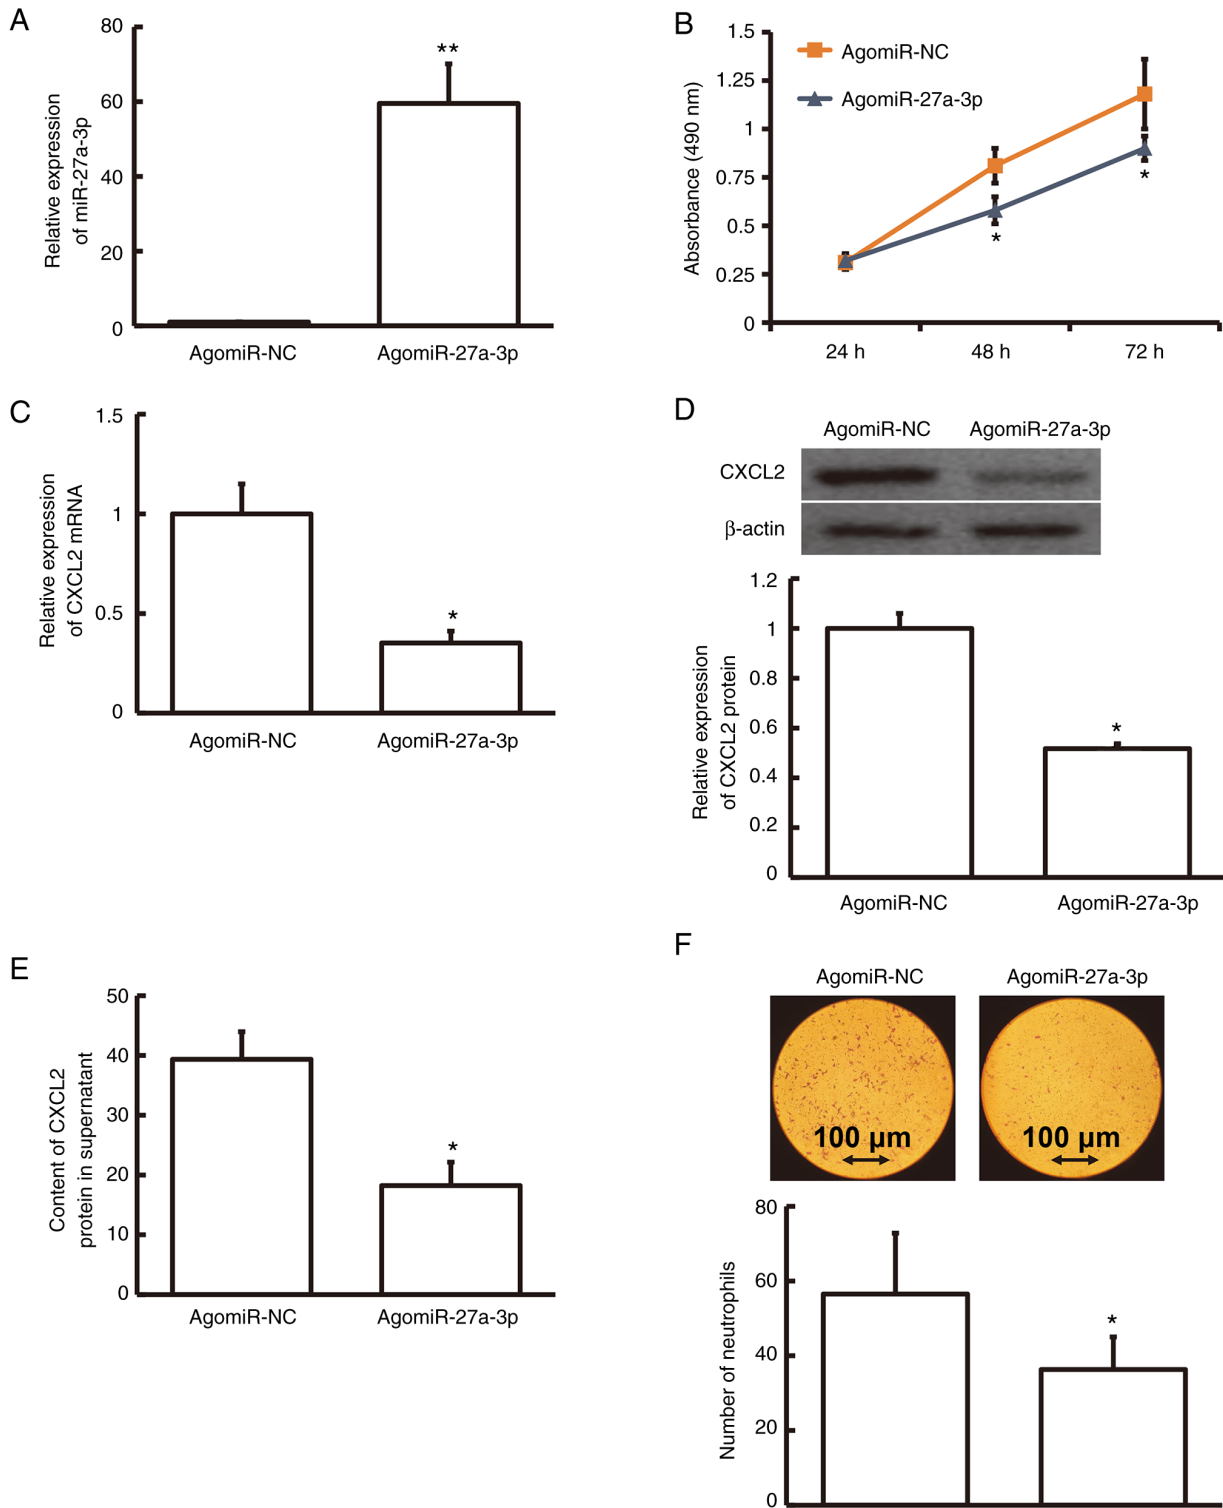 A
80
60
40
20
0
Relative expression
of miR-27a-3p
**
AgomiR-NC
AgomiR-27a-3p
B
1.5
1.25
1
0.75
0.5
0.25
0
Absorbance (490 nm)
AgomiR-NC
AgomiR-27a-3p
*
*
24 h
48 h
72 h
C
1.5
1
0.5
0
Relative expression
of CXCL2 mRNA
*
AgomiR-NC
AgomiR-27a-3p
D
AgomiR-NC
AgomiR-27a-3p
CXCL2
β-actin
1.2
1
0.8
0.6
0.4
0.2
0
Relative expression
of CXCL2 protein
*
AgomiR-NC
AgomiR-27a-3p
E
50
40
30
20
10
0
Content of CXCL2
protein in supernatant
*
AgomiR-NC
AgomiR-27a-3p
F
AgomiR-NC
AgomiR-27a-3p
100 µm
100 µm
80
60
40
20
0
Number of neutrophils
*